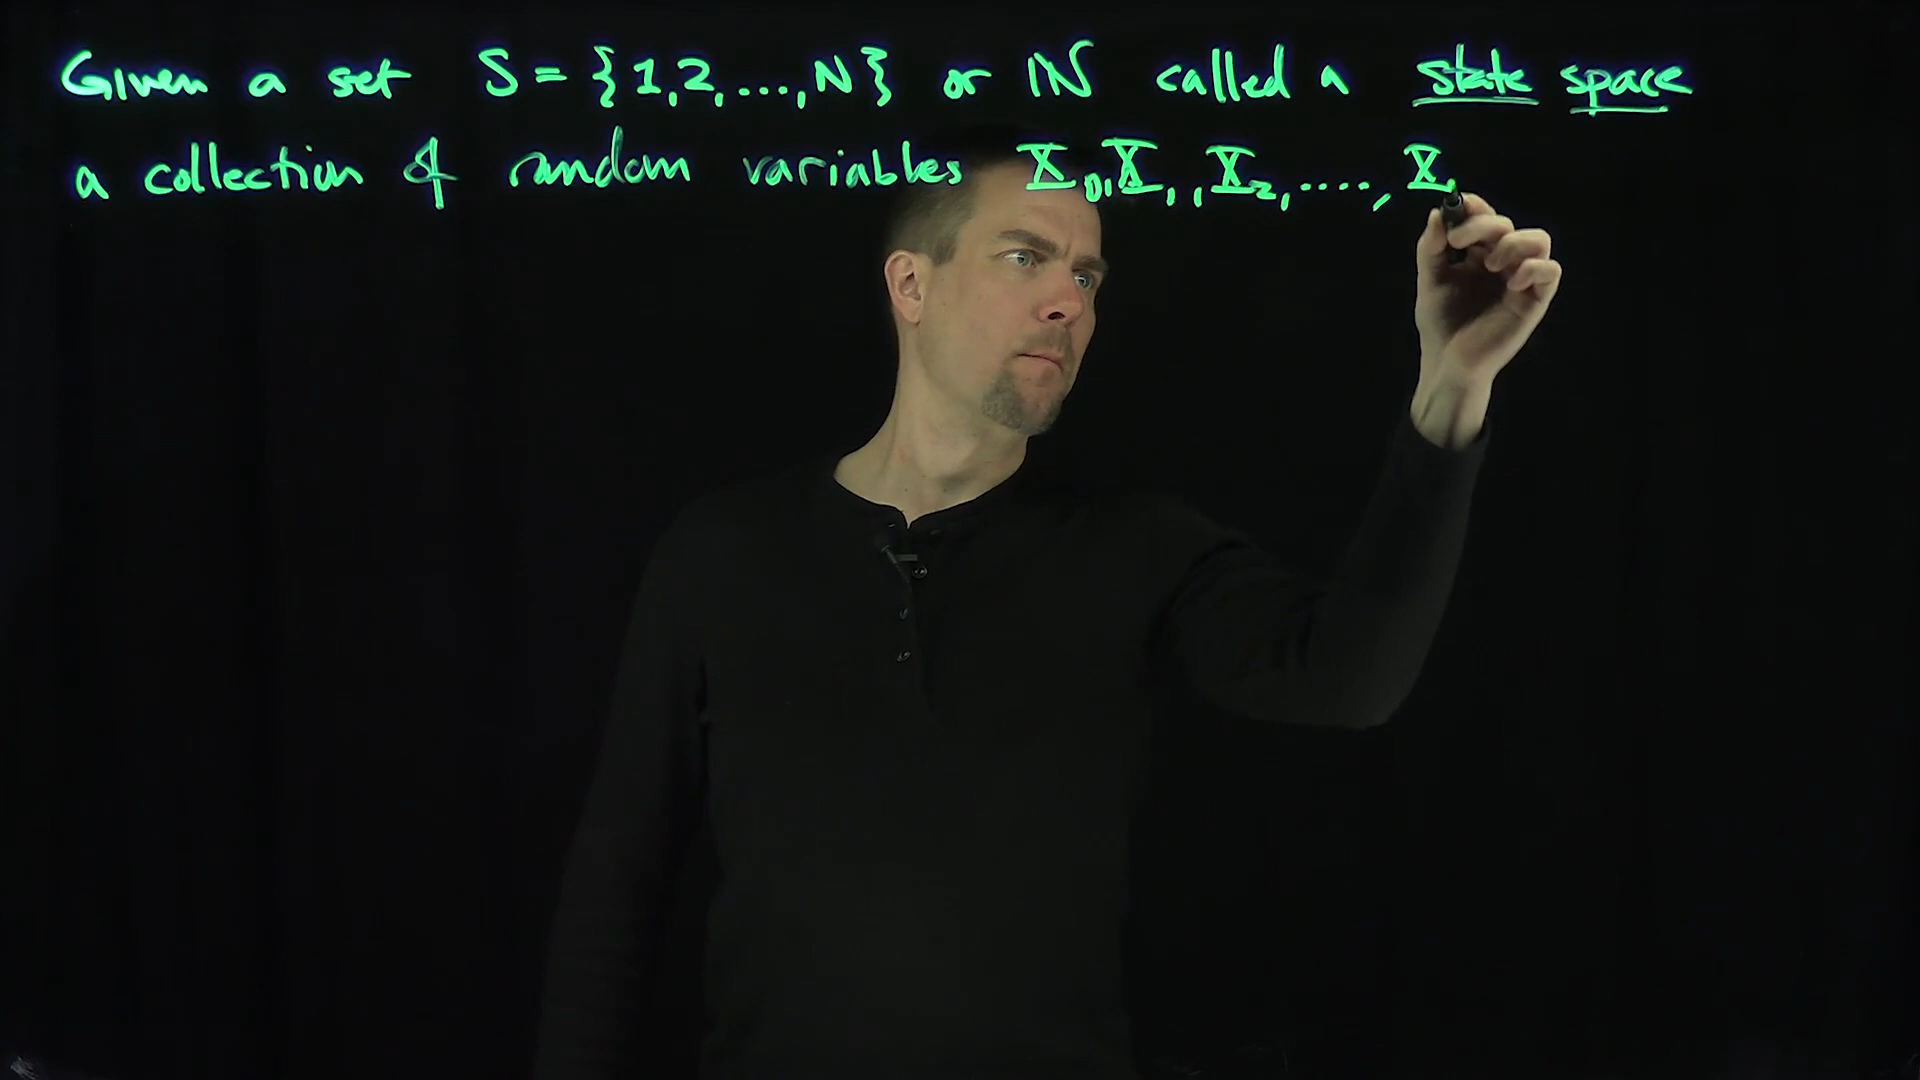 Given a set S = {1,2,...,N} or ℕ called a state space
a collection of random variables X₀, X₁, X₂, ...., X